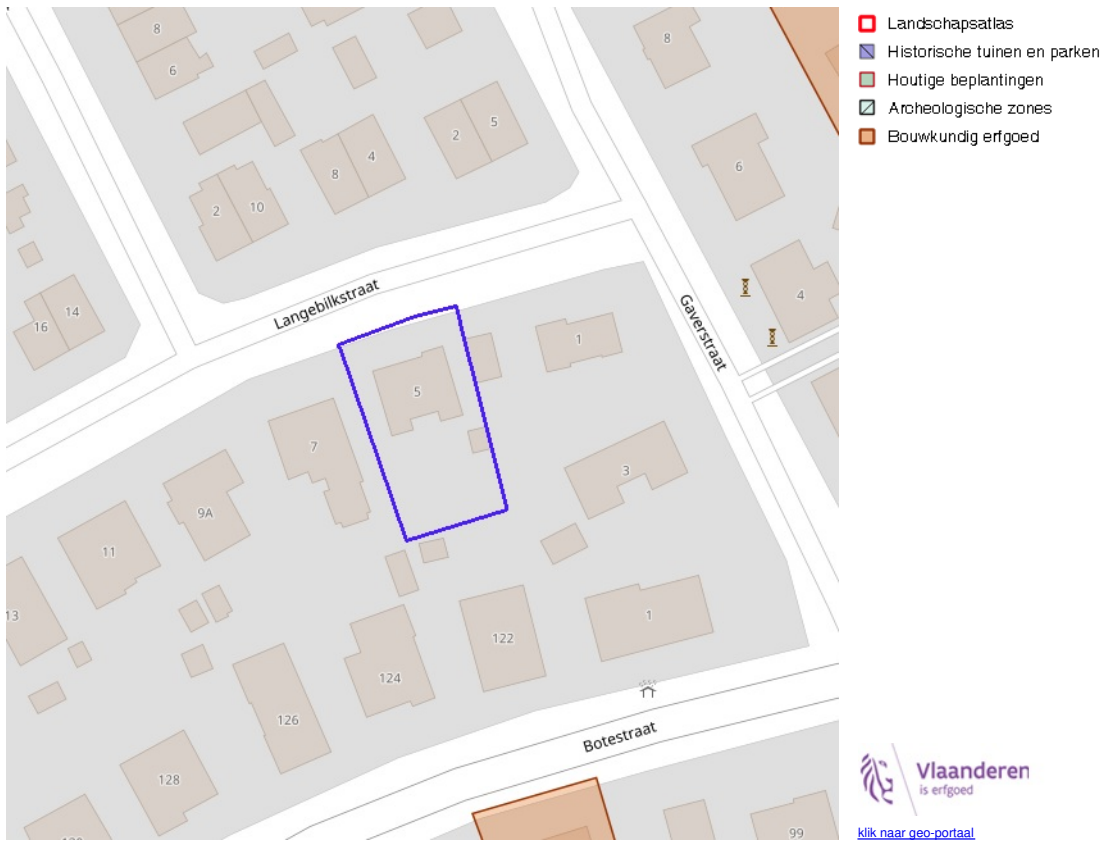 8
6
8
5
2
4
8
6
2
10
4
14
16
Langebilkstraat
Gaverstraat
1
5
7
3
9A
11
13
1
122
124
126
128
Botestraat
99
Landschapsatlas
Historische tuinen en parken
Houtige beplantingen
Archeologische zones
Bouwkundig erfgoed
Vlaanderen
is erfgoed
klik naar geo-portaal